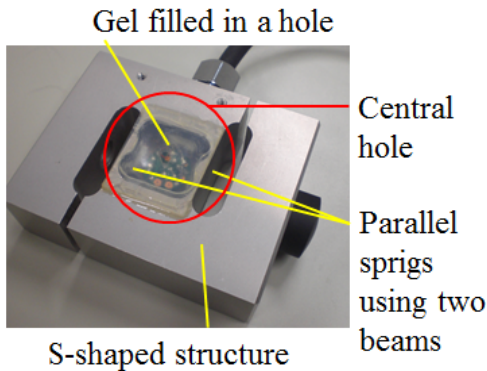 Gel filled in a hole
Central
hole
Parallel
sprigs
using two
beams
S-shaped structure